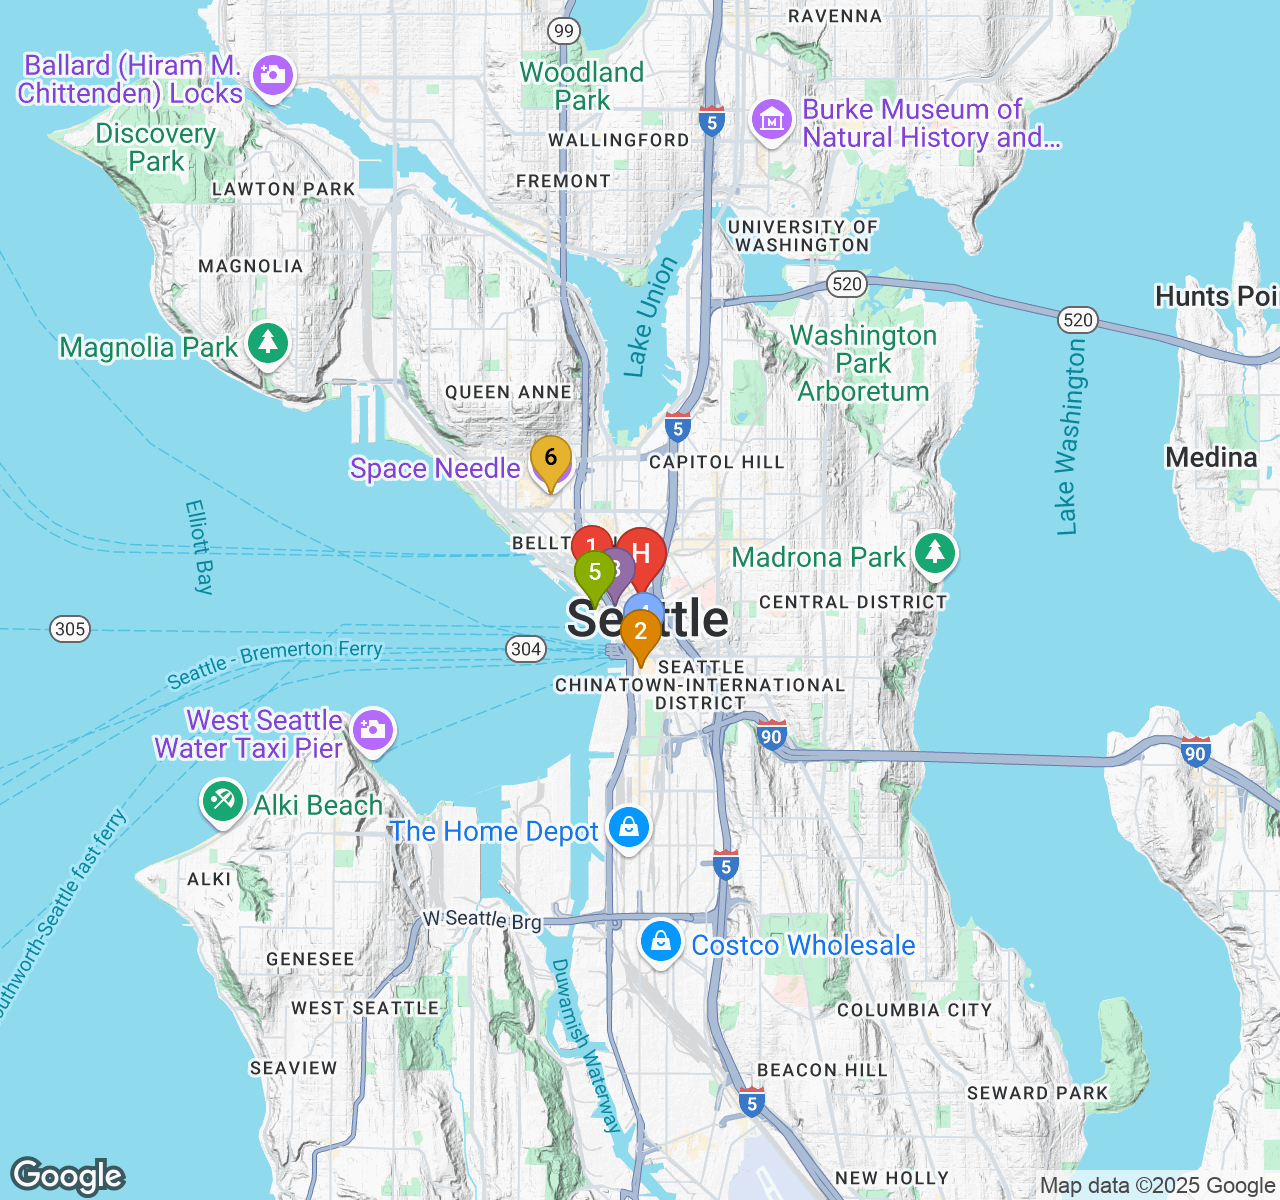 RAVENNA
99
Ballard (Hiram M.
Chittenden) Locks
Woodland
Park
5
Burke Museum of
Natural History and...
Discovery
Park
WALLINGFORD
LAWTON PARK
FREMONT
UNIVERSITY OF
WASHINGTON
MAGNOLIA
Lake Union
520
Hunts Poi
520
Magnolia Park
Washington
Park
Arboretum
QUEEN ANNE
Lake Washington
5
6
Space Needle
CAPITOL HILL
Medina
Elliott Bay
BELLT
1
H
3
5
Madrona Park
CENTRAL DISTRICT
Seattle
4
2
305
304
Seattle - Bremerton Ferry
SEATTLE
CHINATOWN-INTERNATIONAL
DISTRICT
West Seattle
Water Taxi Pier
90
90
Alki Beach
The Home Depot
5
ALKI
outhworth-Seattle fast ferry
W Seattle Brg
Costco Wholesale
GENESEE
Duwamish Waterway
WEST SEATTLE
COLUMBIA CITY
SEAVIEW
BEACON HILL
SEWARD PARK
5
NEW HOLLY
Google
Map data ©2025 Google